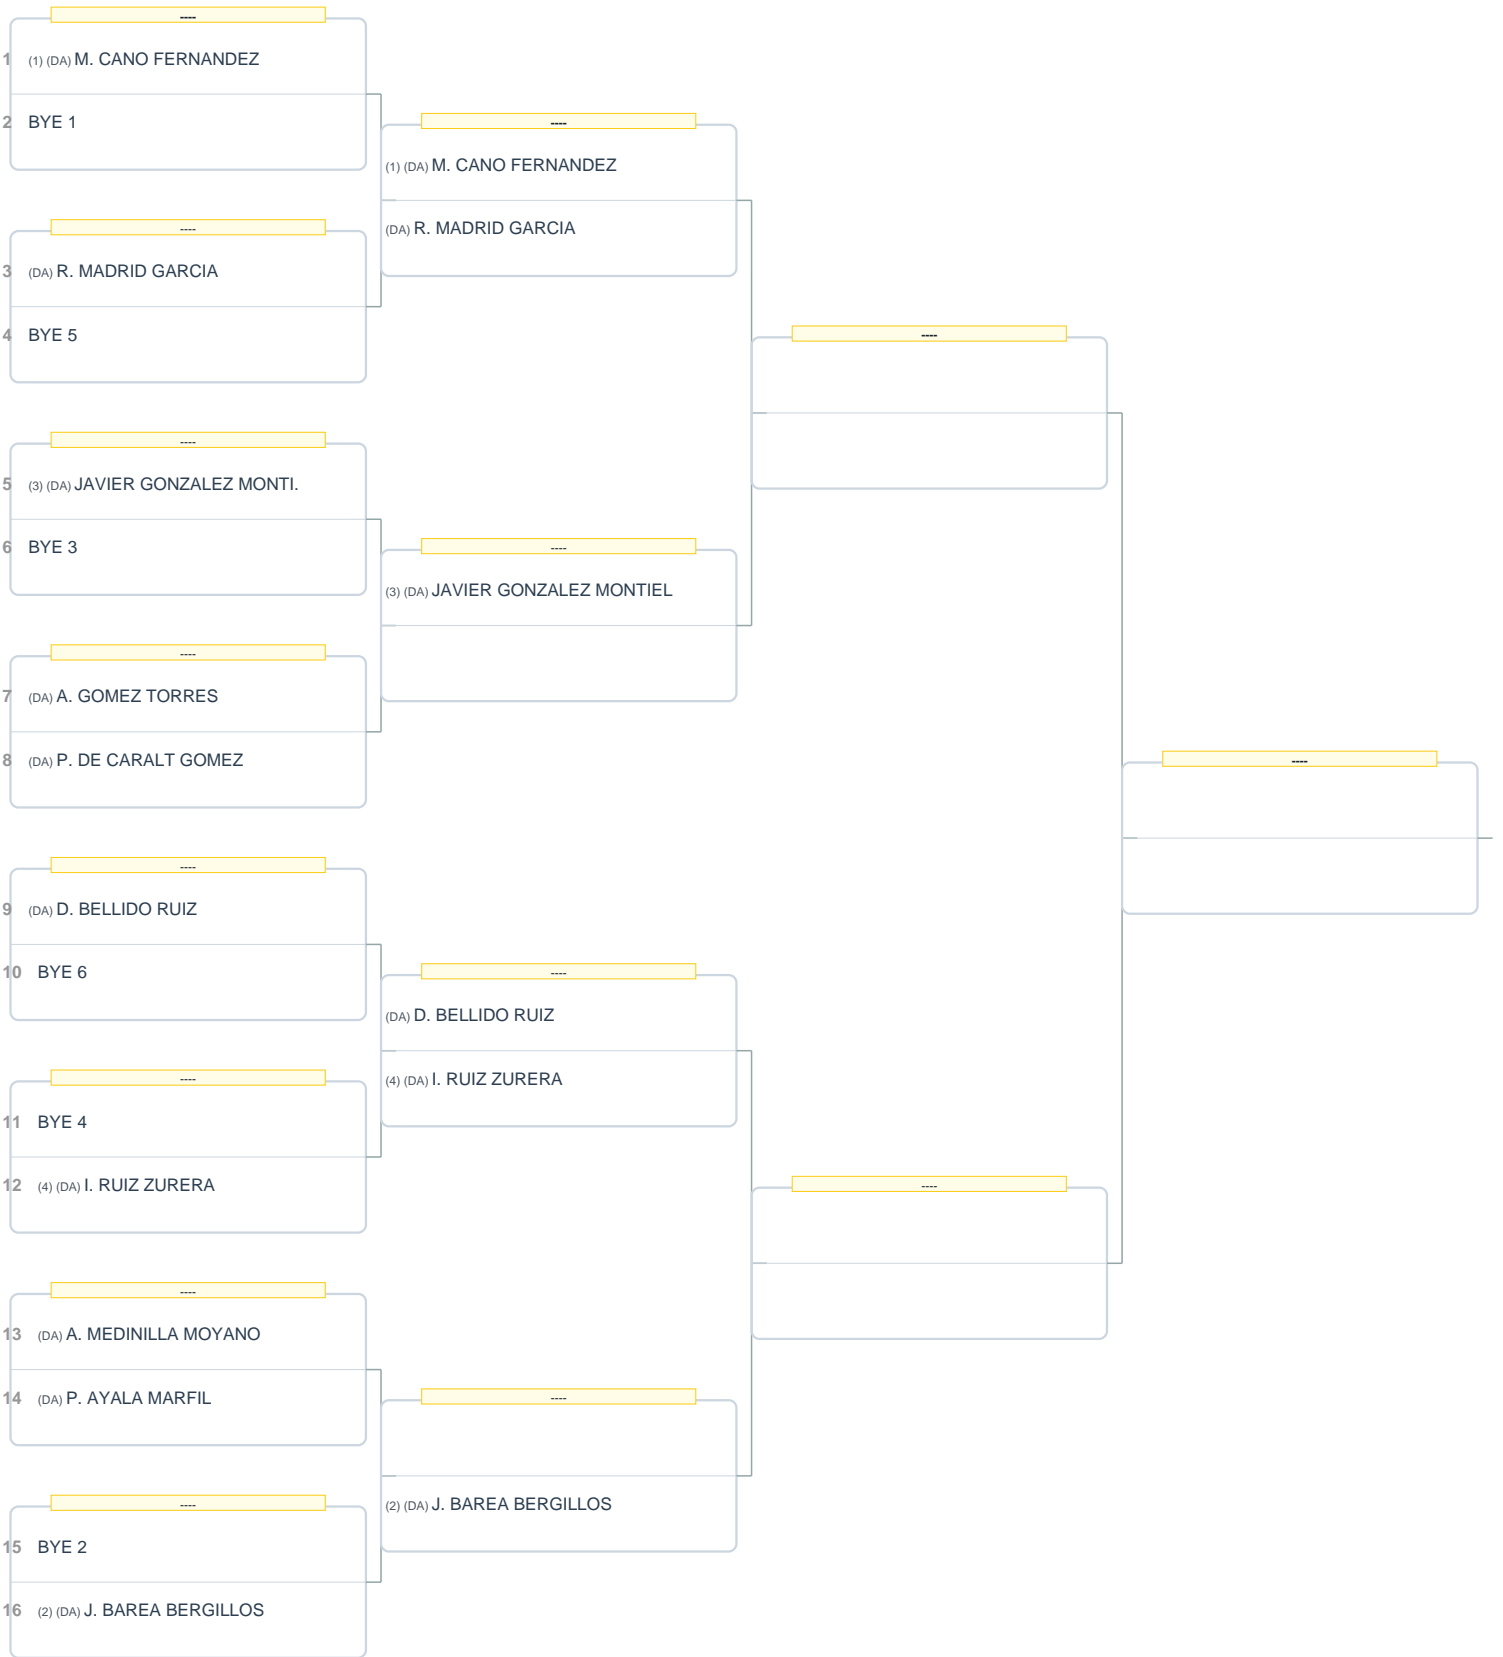 ----
1 (1) (DA) M. CANO FERNANDEZ
2 BYE 1
----
3 (DA) R. MADRID GARCIA
4 BYE 5
----
5 (3) (DA) JAVIER GONZALEZ MONTI.
6 BYE 3
----
7 (DA) A. GOMEZ TORRES
8 (DA) P. DE CARALT GOMEZ
----
9 (DA) D. BELLIDO RUIZ
10 BYE 6
----
11 BYE 4
12 (4) (DA) I. RUIZ ZURERA
----
13 (DA) A. MEDINILLA MOYANO
14 (DA) P. AYALA MARFIL
----
15 BYE 2
16 (2) (DA) J. BAREA BERGILLOS
----
(1) (DA) M. CANO FERNANDEZ
(DA) R. MADRID GARCIA
----
(3) (DA) JAVIER GONZALEZ MONTIEL
----
(DA) D. BELLIDO RUIZ
(4) (DA) I. RUIZ ZURERA
----
(2) (DA) J. BAREA BERGILLOS
----
----
----